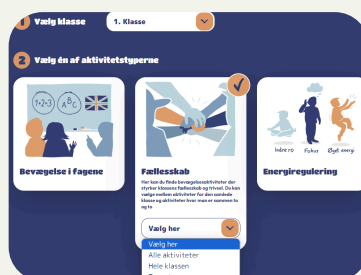 1 Vælg klasse 1. Klasse
2 Vælg én af aktivitetstyperne
1+2=3 ABC
Indre ro Fokus Øget energi
Bevægelse i fagene
Fællesskab
Energiregulering
Her kan du finde bevægelsesaktiviteter der
styrker klassens fællesskab og trivsel. Du kan
vælge mellem aktiviteter for den samlede
klasse og aktiviteter hvor man er sammen to
og to
Vælg her
Vælg her
Alle aktiviteter
Hele klassen